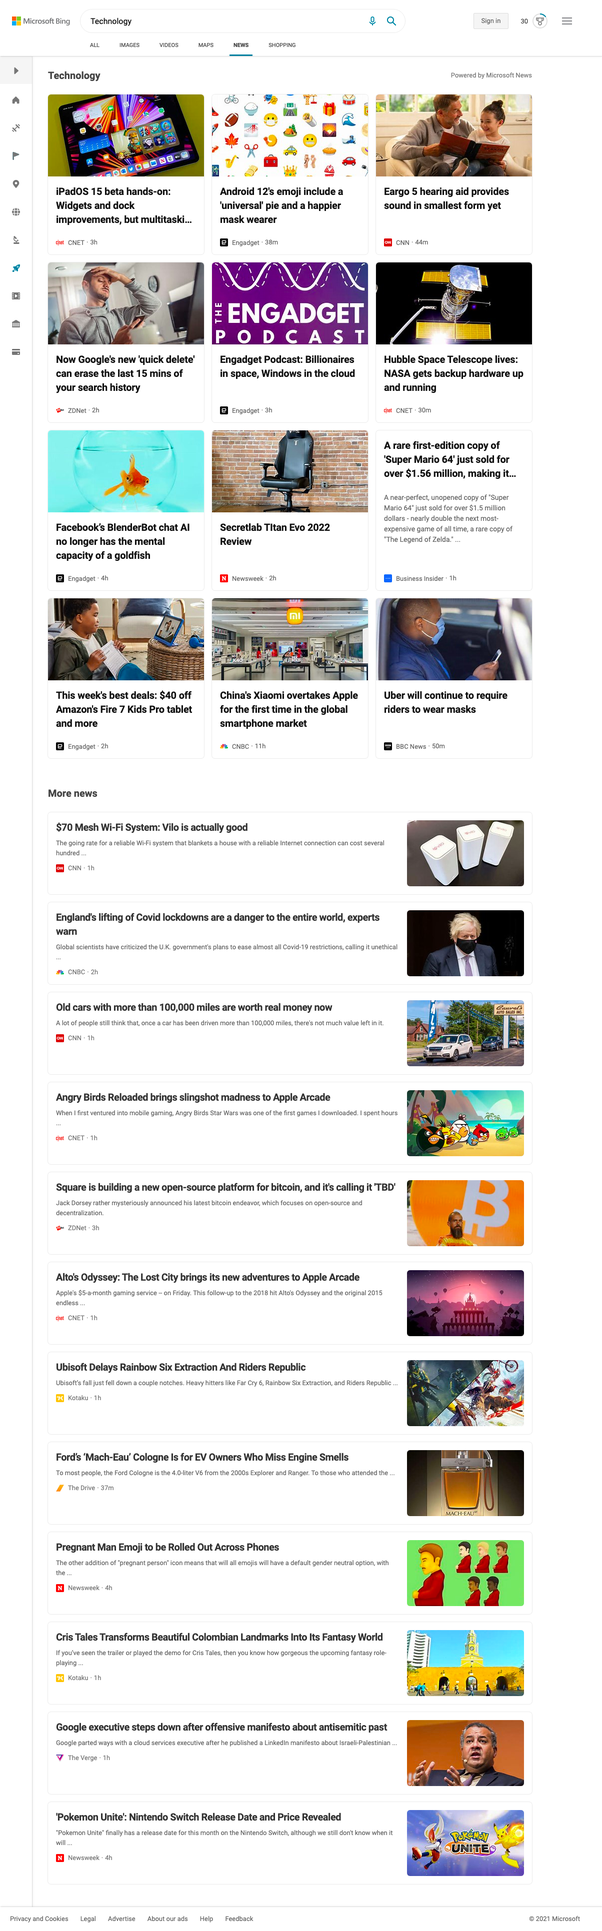 Microsoft Bing
Technology
Sign in
30
ALL IMAGES VIDEOS MAPS NEWS SHOPPING
Technology
Powered by Microsoft News
iPadOS 15 beta hands-on:
Widgets and dock
improvements, but multitaski...
CNET · 3h
Android 12's emoji include a
'universal' pie and a happier
mask wearer
Engadget · 38m
Eargo 5 hearing aid provides
sound in smallest form yet
CNN · 44m
Now Google's new 'quick delete'
can erase the last 15 mins of
your search history
ZDNet · 2h
THE ENGADGET
PODCAST
Engadget Podcast: Billionaires
in space, Windows in the cloud
Engadget · 3h
Hubble Space Telescope lives:
NASA gets backup hardware up
and running
CNET · 30m
Facebook's BlenderBot chat AI
no longer has the mental
capacity of a goldfish
Engadget · 4h
Secretlab TItan Evo 2022
Review
Newsweek · 2h
A rare first-edition copy of
'Super Mario 64' just sold for
over $1.56 million, making it...
A near-perfect, unopened copy of "Super
Mario 64" just sold for over $1.5 million
dollars - nearly double the next most-
expensive game of all time, a rare copy of
"The Legend of Zelda." ...
Business Insider · 1h
This week's best deals: $40 off
Amazon's Fire 7 Kids Pro tablet
and more
Engadget · 2h
China's Xiaomi overtakes Apple
for the first time in the global
smartphone market
CNBC · 11h
Uber will continue to require
riders to wear masks
BBC News · 50m
More news
$70 Mesh Wi-Fi System: Vilo is actually good
The going rate for a reliable Wi-Fi system that blankets a house with a reliable Internet connection can cost several
hundred ...
CNN · 1h
England's lifting of Covid lockdowns are a danger to the entire world, experts
warn
Global scientists have criticized the U.K. government's plans to ease almost all Covid-19 restrictions, calling it unethical
...
CNBC · 2h
Old cars with more than 100,000 miles are worth real money now
A lot of people still think that, once a car has been driven more than 100,000 miles, there's not much value left in it.
CNN · 1h
Angry Birds Reloaded brings slingshot madness to Apple Arcade
When I first ventured into mobile gaming, Angry Birds Star Wars was one of the first games I downloaded. I spent hours
...
CNET · 1h
Square is building a new open-source platform for bitcoin, and it's calling it 'TBD'
Jack Dorsey rather mysteriously announced his latest bitcoin endeavor, which focuses on open-source and
decentralization.
ZDNet · 3h
Alto's Odyssey: The Lost City brings its new adventures to Apple Arcade
Apple's $5-a-month gaming service – on Friday. This follow-up to the 2018 hit Alto's Odyssey and the original 2015
endless ...
CNET · 1h
Ubisoft Delays Rainbow Six Extraction And Riders Republic
Ubisoft's fall just fell down a couple notches. Heavy hitters like Far Cry 6, Rainbow Six Extraction, and Riders Republic ...
Kotaku · 1h
Ford's 'Mach-Eau' Cologne Is for EV Owners Who Miss Engine Smells
To most people, the Ford Cologne is the 4.0-liter V6 from the 2000s Explorer and Ranger. To those who attended the ...
The Drive · 37m
MACH-EAU
Pregnant Man Emoji to be Rolled Out Across Phones
The other addition of "pregnant person" icon means that will all emojis will have a default gender neutral option, with
the ...
Newsweek · 4h
Cris Tales Transforms Beautiful Colombian Landmarks Into Its Fantasy World
If you've seen the trailer or played the demo for Cris Tales, then you know how gorgeous the upcoming fantasy role-
playing ...
Kotaku · 1h
Google executive steps down after offensive manifesto about antisemitic past
Google parted ways with a cloud services executive after he published a LinkedIn manifesto about Israeli-Palestinian ...
The Verge · 1h
'Pokemon Unite': Nintendo Switch Release Date and Price Revealed
"Pokemon Unite" finally has a release date for this month on the Nintendo Switch, although we still don't know when it
will ...
Newsweek · 4h
POKÉMON
UNITE
Privacy and Cookies Legal Advertise About our ads Help Feedback
© 2021 Microsoft